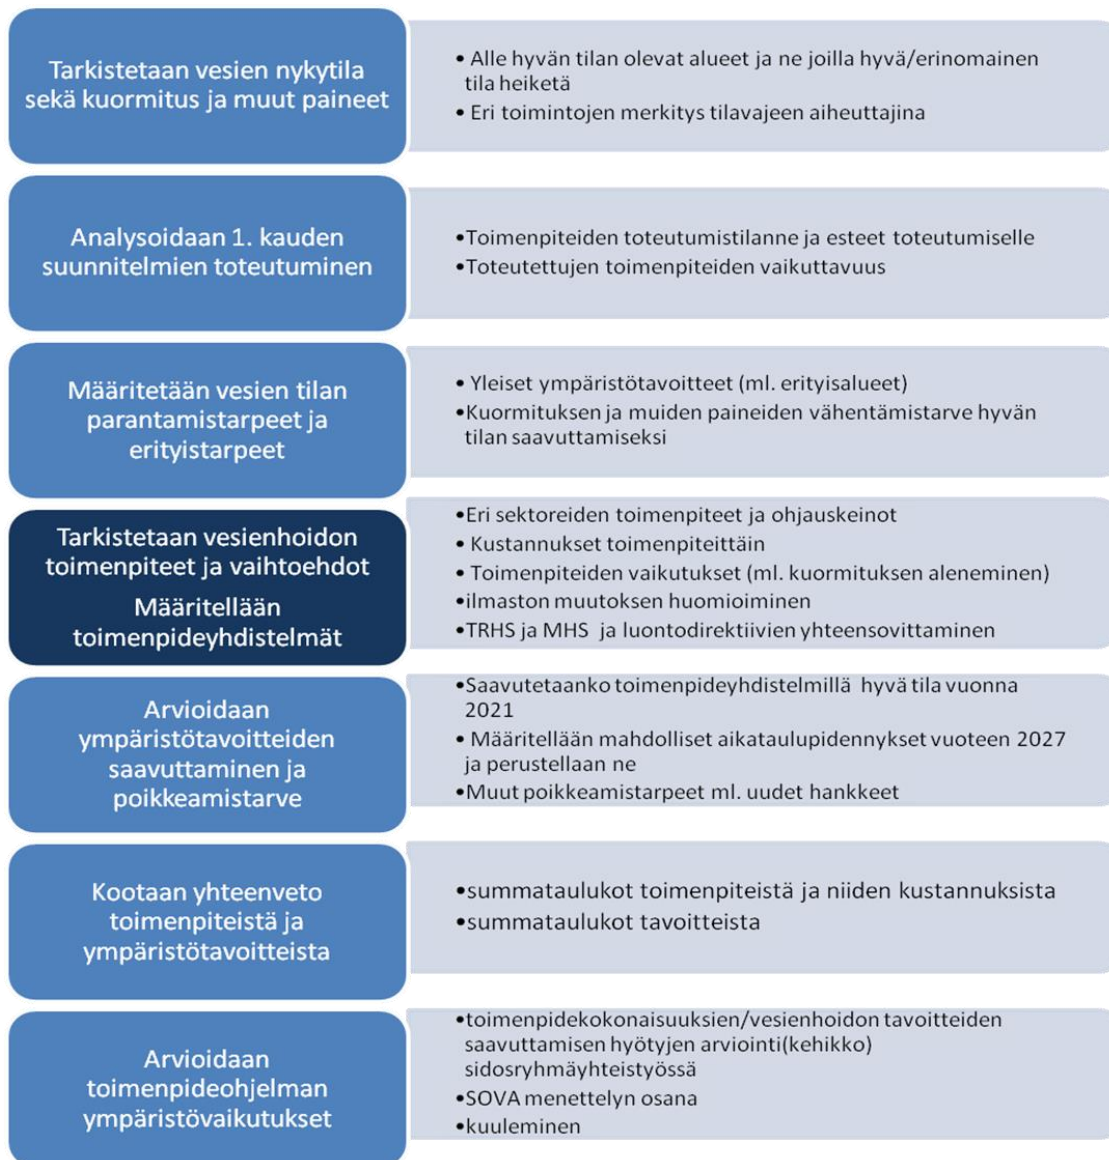 Tarkistetaan vesien nykytila
sekä kuormitus ja muut paineet
• Alle hyvän tilan olevat alueet ja ne joilla hyvä/erinomainen
tila heiketä
• Eri toimintojen merkitys tilavajeen aiheuttajina
Analysoidaan 1. kauden
suunnitelmien toteutuminen
•Toimenpiteiden toteutumistilanne ja esteet toteutumiselle
•Toteutettujen toimenpiteiden vaikuttavuus
Määritetään vesien tilan
parantamistarpeet ja
erityistarpeet
• Yleiset ympäristötavoitteet (ml. erityisalueet)
•Kuormituksen ja muiden paineiden vähentämistarve hyvän
tilan saavuttamiseksi
Tarkistetaan vesienhoidon
toimenpiteet ja vaihtoehdot
Määritellään
toimenpideyhdistelmät
•Eri sektoreiden toimenpiteet ja ohjauskeinot
• Kustannukset toimenpiteittäin
• Toimenpiteiden vaikutukset (ml. kuormituksen aleneminen)
•ilmaston muutoksen huomioiminen
•TRHS ja MHS ja luontodirektiivien yhteensovittaminen
Arvioidaan
ympäristötavoitteiden
saavuttaminen ja
poikkeamistarve
•Saavutetaanko toimenpideyhdistelmillä hyvä tila vuonna
2021
• Määritellään mahdolliset aikataulupidennykset vuoteen 2027
ja perustellaan ne
•Muut poikkeamistarpeet ml. uudet hankkeet
Kootaan yhteenveto
toimenpiteistä ja
ympäristötavoitteista
•summataulukot toimenpiteistä ja niiden kustannuksista
•summataulukot tavoitteista
Arvioidaan
toimenpideohjelman
ympäristövaikutukset
•toimenpidekokonaisuuksien/vesienhoidon tavoitteiden
saavuttamisen hyötyjen arviointi(kehikko)
sidosryhmäyhteistyössä
•SOVA menettelyn osana
•kuuleminen